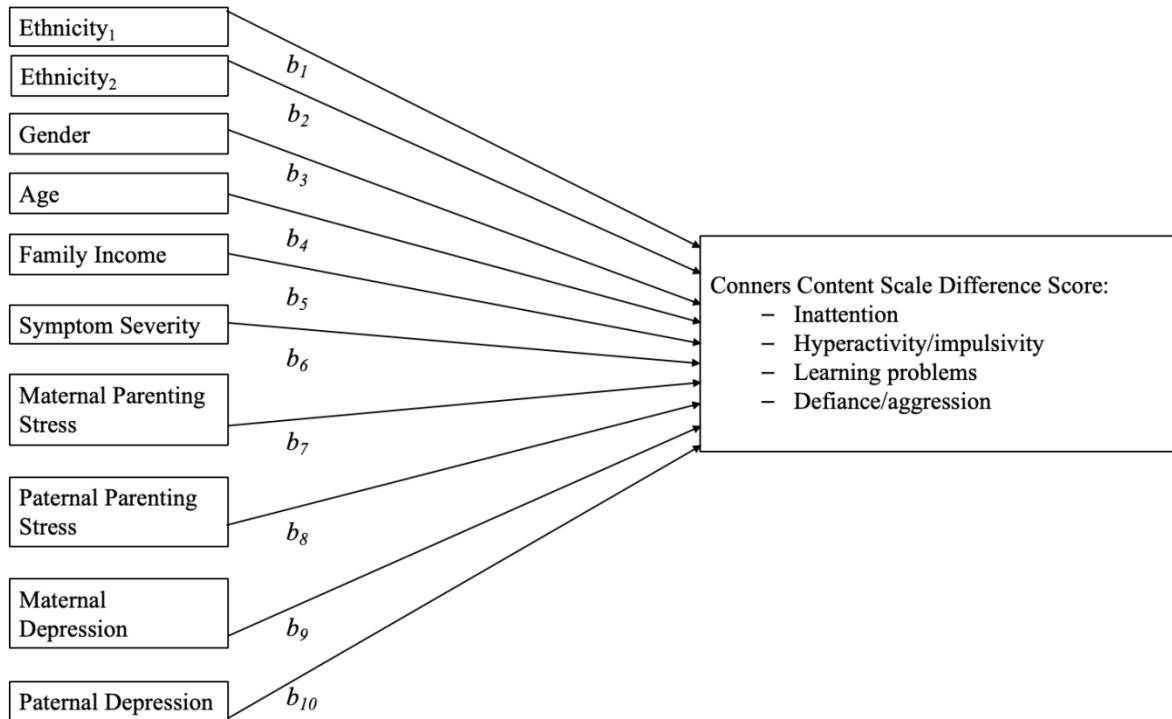 Ethnicity₁
b₁
Ethnicity₂
b₂
Gender
b₃
Age
b₄
Family Income
b₅
Symptom Severity
b₆
Maternal Parenting
Stress
b₇
Paternal Parenting
Stress
b₈
Maternal
Depression
b₉
Paternal Depression
b₁₀
Conners Content Scale Difference Score:
– Inattention
– Hyperactivity/impulsivity
– Learning problems
– Defiance/aggression